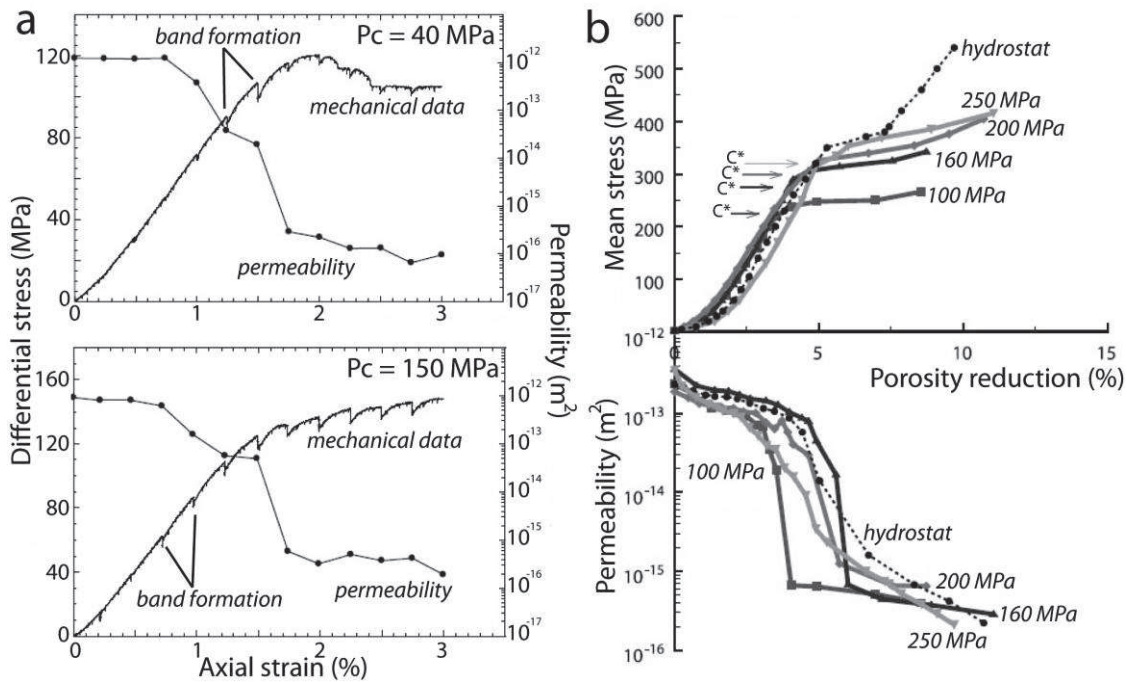 a
Pc = 40 MPa
band formation
mechanical data
permeability
120
80
40
0
10-12
10-13
10-14
10-15
10-16
10-17
0 1 2 3
Differential stress (MPa)
Permeability (m2)
Pc = 150 MPa
mechanical data
band formation
permeability
160
120
80
40
0
10-12
10-13
10-14
10-15
10-16
10-17
0 1 2 3
Axial strain (%)
b
hydrostat
250 MPa
200 MPa
160 MPa
100 MPa
C*
C*
C*
C*
600
500
400
300
200
100
Mean stress (MPa)
10-12
0 5 10 15
Porosity reduction (%)
10-13
10-14
10-15
10-16
Permeability (m2)
100 MPa
hydrostat
200 MPa
160 MPa
250 MPa